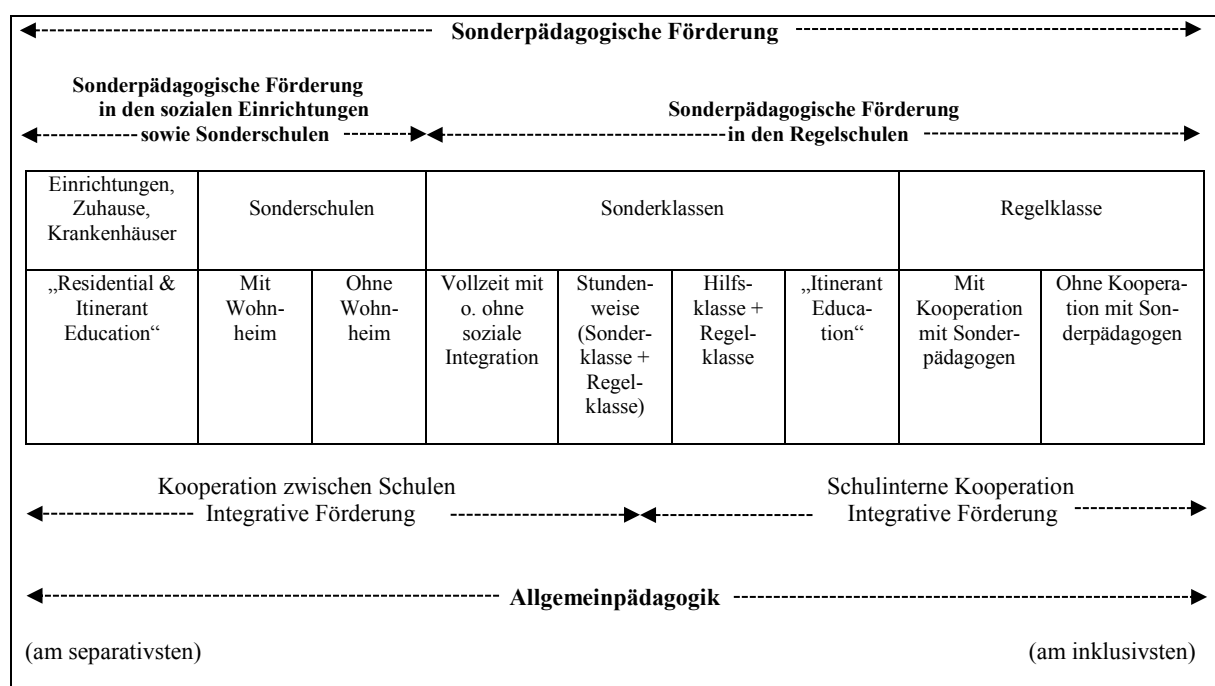 Sonderpädagogische Förderung
Sonderpädagogische Förderung
in den sozialen Einrichtungen
sowie Sonderschulen
Sonderpädagogische Förderung
in den Regelschulen
Einrichtungen,
Zuhause,
Krankenhäuser
Sonderschulen
Sonderklassen
Regelklasse
„Residential &
Itinerant
Education“
Mit
Wohn-
heim
Ohne
Wohn-
heim
Vollzeit mit
o. ohne
soziale
Integration
Stunden-
weise
(Sonder-
klasse +
Regel-
klasse)
Hilfs-
klasse +
Regel-
klasse
„Itinerant
Educa-
tion“
Mit
Kooperation
mit Sonder-
pädagogen
Ohne Koopera-
tion mit Son-
derpädagogen
Kooperation zwischen Schulen
Integrative Förderung
Schulinterne Kooperation
Integrative Förderung
Allgemeinpädagogik
(am separativsten)
(am inklusivsten)